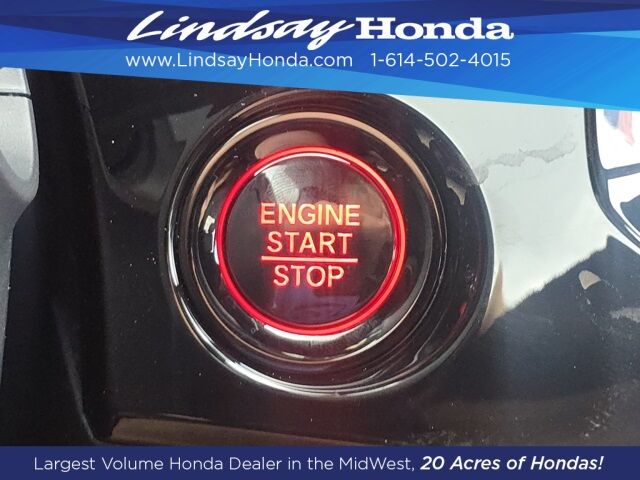 Lindsay Honda
www.LindsayHonda.com 1-614-502-4015
ENGINE
START
STOP
Largest Volume Honda Dealer in the MidWest, 20 Acres of Hondas!